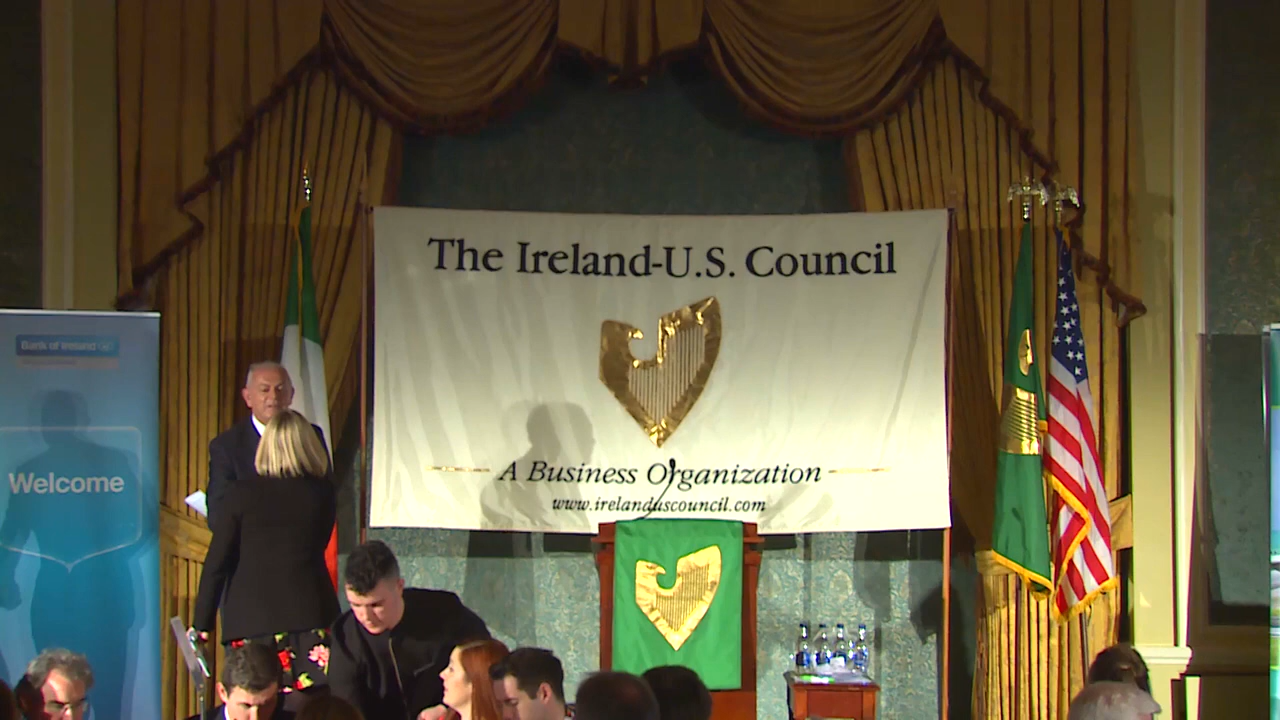 The Ireland-U.S. Council
A Business Organization
www.irelanduscouncil.com
Bank of Ireland
Welcome